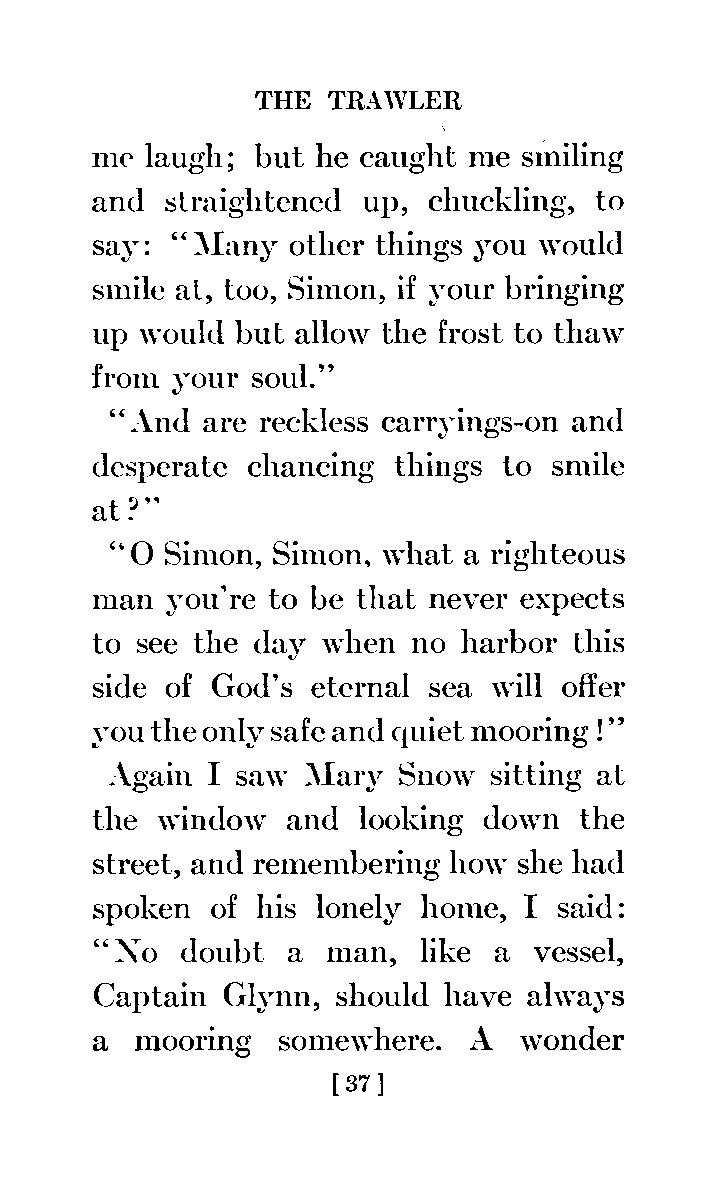 THE TRAWLER
me laugh; but he caught me smiling
and straightened up, chuckling, to
say: "Many other things you would
smile at, too, Simon, if your bringing
up would but allow the frost to thaw
from your soul."
"And are reckless carryings-on and
desperate chancing things to smile
at?"
"O Simon, Simon, what a righteous
man you're to be that never expects
to see the day when no harbor this
side of God's eternal sea will offer
you the only safe and quiet mooring!"
Again I saw Mary Snow sitting at
the window and looking down the
street, and remembering how she had
spoken of his lonely home, I said:
"No doubt a man, like a vessel,
Captain Glynn, should have always
a mooring somewhere. A wonder
[37]